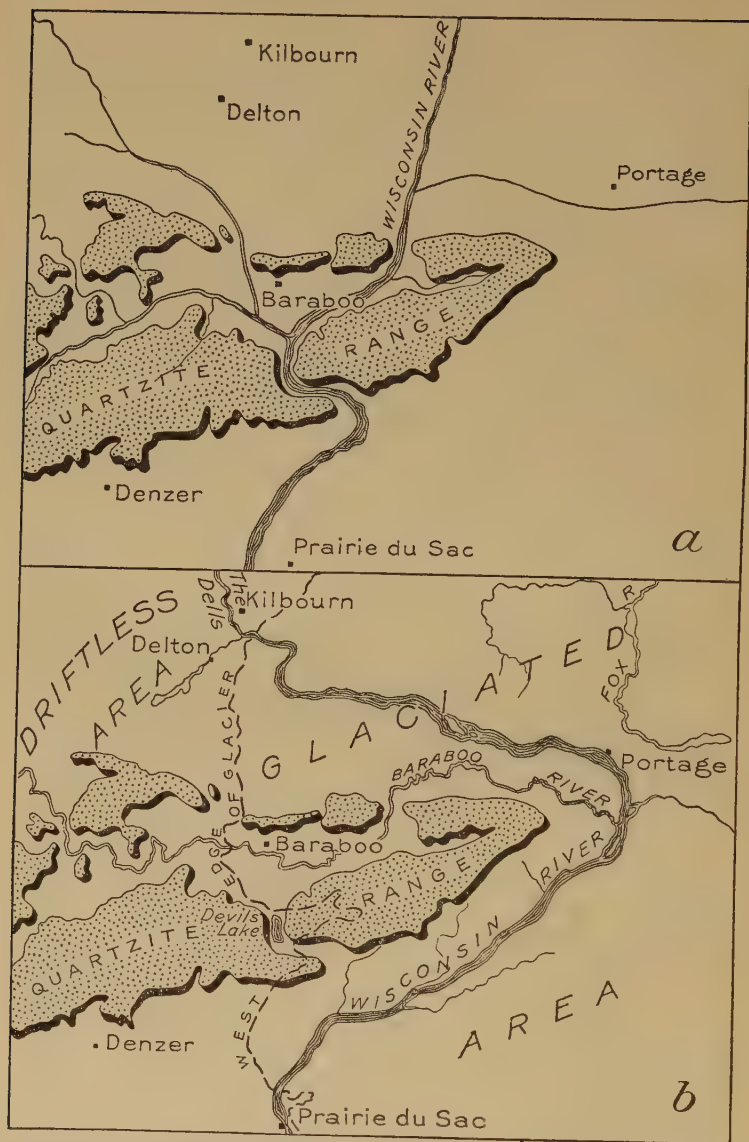 Kilbourn
Delton
WISCONSIN RIVER
Portage
Baraboo
RANGE
QUARTZITE
Denzer
Prairie du Sac
a
The Dells
Kilbourn
DRIFTLESS AREA
Delton
GLACIATED AREA
FOX R.
WEST EDGE OF GLACIER
Portage
BARABOO RIVER
Baraboo
RANGE
Devils
Lake
QUARTZITE
WISCONSIN RIVER
Denzer
Prairie du Sac
b